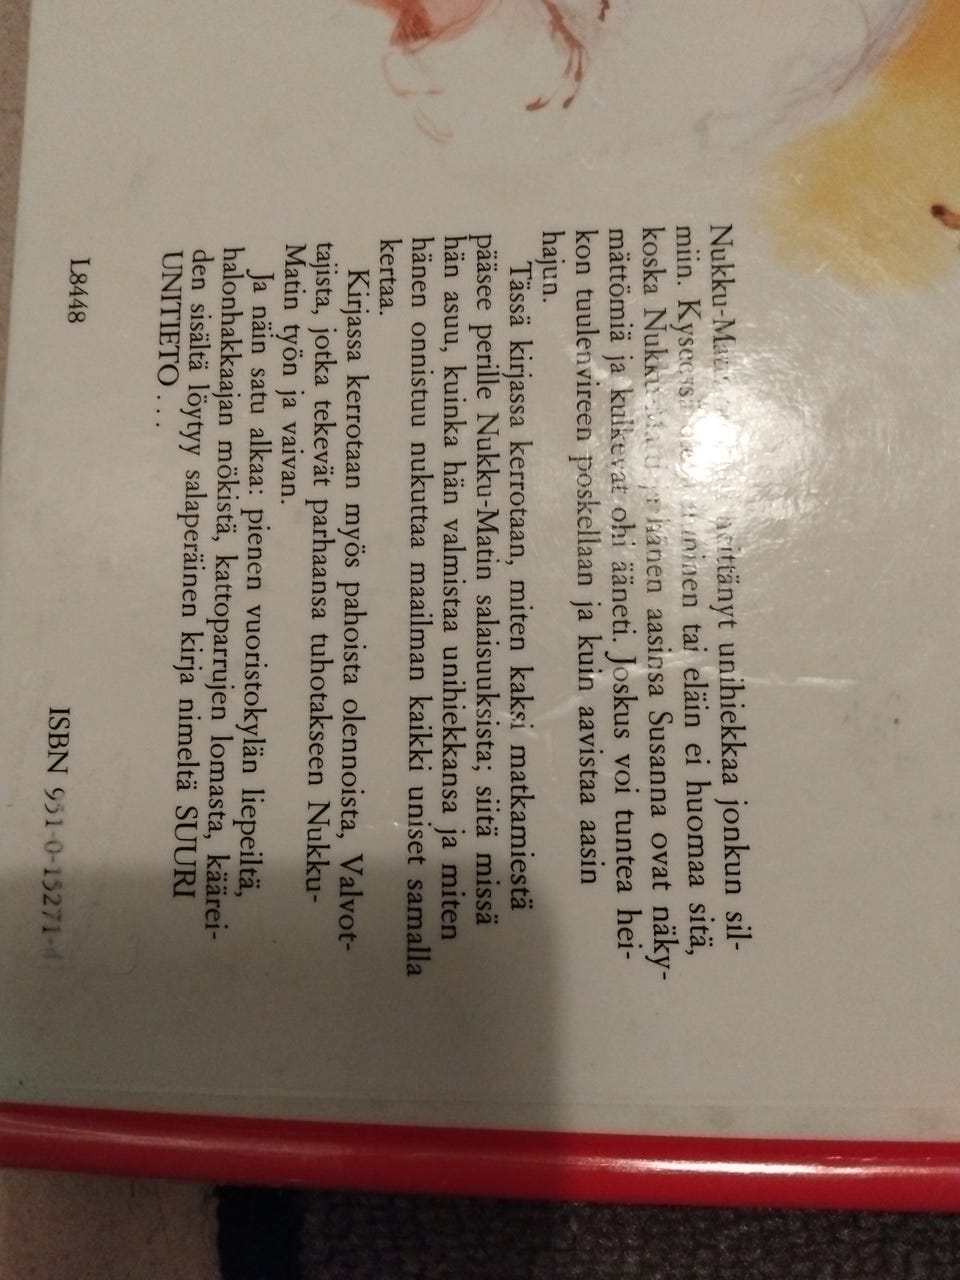 Nukku-Matti heittänyt unihiekkaa jonkun sil-
miin. Kyseessä ihminen tai eläin ei huomaa sitä,
koska Nukku-Matti ja hänen aasinsa Susanna ovat näky-
mättömiä ja kulkevat ohi ääneti. Joskus voi tuntea hei-
kon tuulenvireen poskellaan ja kuin aavistaa aasin
hajun.
Tässä kirjassa kerrotaan, miten kaksi matkamiestä
pääsee perille Nukku-Matin salaisuuksista; siitä missä
hän asuu, kuinka hän valmistaa unihiekkansa ja miten
hänen onnistuu nukuttaa maailman kaikki uniset samalla
kertaa.
Kirjassa kerrotaan myös pahoista olennoista, Valvot-
tajista, jotka tekevät parhaansa tuhotakseen Nukku-
Matin työn ja vaivan.
Ja näin satu alkaa: pienen vuoristokylän liepeiltä,
halonhakkaajan mökistä, kattoparrujen lomasta, käärei-
den sisältä löytyy salaperäinen kirja nimeltä SUURI
UNITIETO . . .
L8448
ISBN 951-0-15271-4